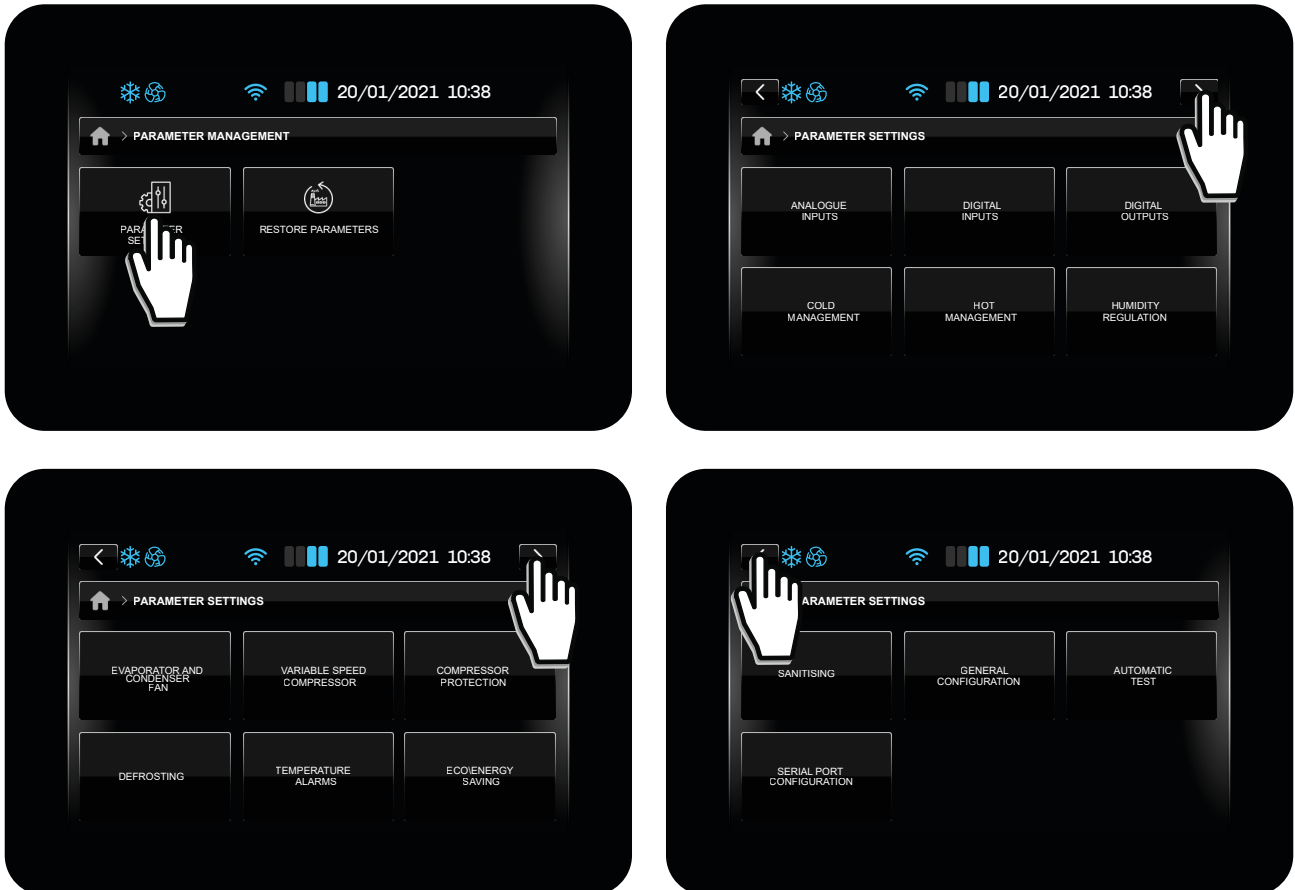 20/01/2021 10:38
> PARAMETER MANAGEMENT
RESTORE PARAMETERS
20/01/2021 10:38
> PARAMETER SETTINGS
ANALOGUE
INPUTS
DIGITAL
INPUTS
DIGITAL
OUTPUTS
COLD
MANAGEMENT
HOT
MANAGEMENT
HUMIDITY
REGULATION
20/01/2021 10:38
> PARAMETER SETTINGS
EVAPORATOR AND
CONDENSER
FAN
VARIABLE SPEED
COMPRESSOR
COMPRESSOR
PROTECTION
DEFROSTING
TEMPERATURE
ALARMS
ECO\ENERGY
SAVING
20/01/2021 10:38
ARAMETER SETTINGS
SANITISING
GENERAL
CONFIGURATION
AUTOMATIC
TEST
SERIAL PORT
CONFIGURATION